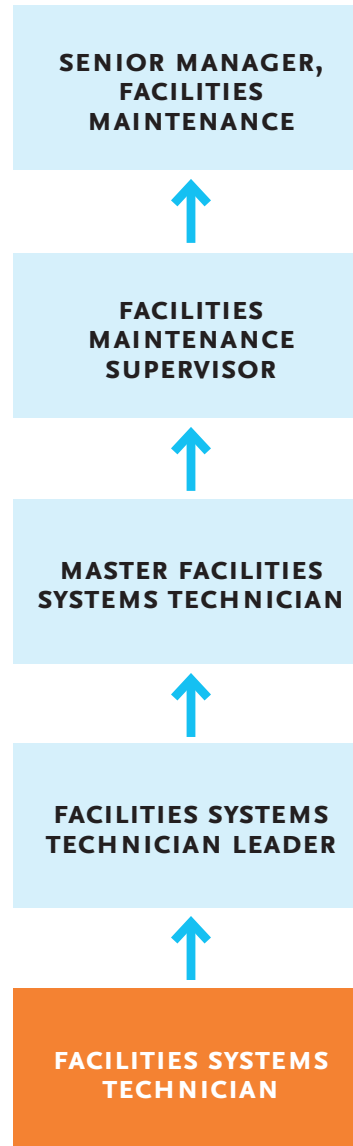 SENIOR MANAGER,
FACILITIES
MAINTENANCE
FACILITIES
MAINTENANCE
SUPERVISOR
MASTER FACILITIES
SYSTEMS TECHNICIAN
FACILITIES SYSTEMS
TECHNICIAN LEADER
FACILITIES SYSTEMS
TECHNICIAN